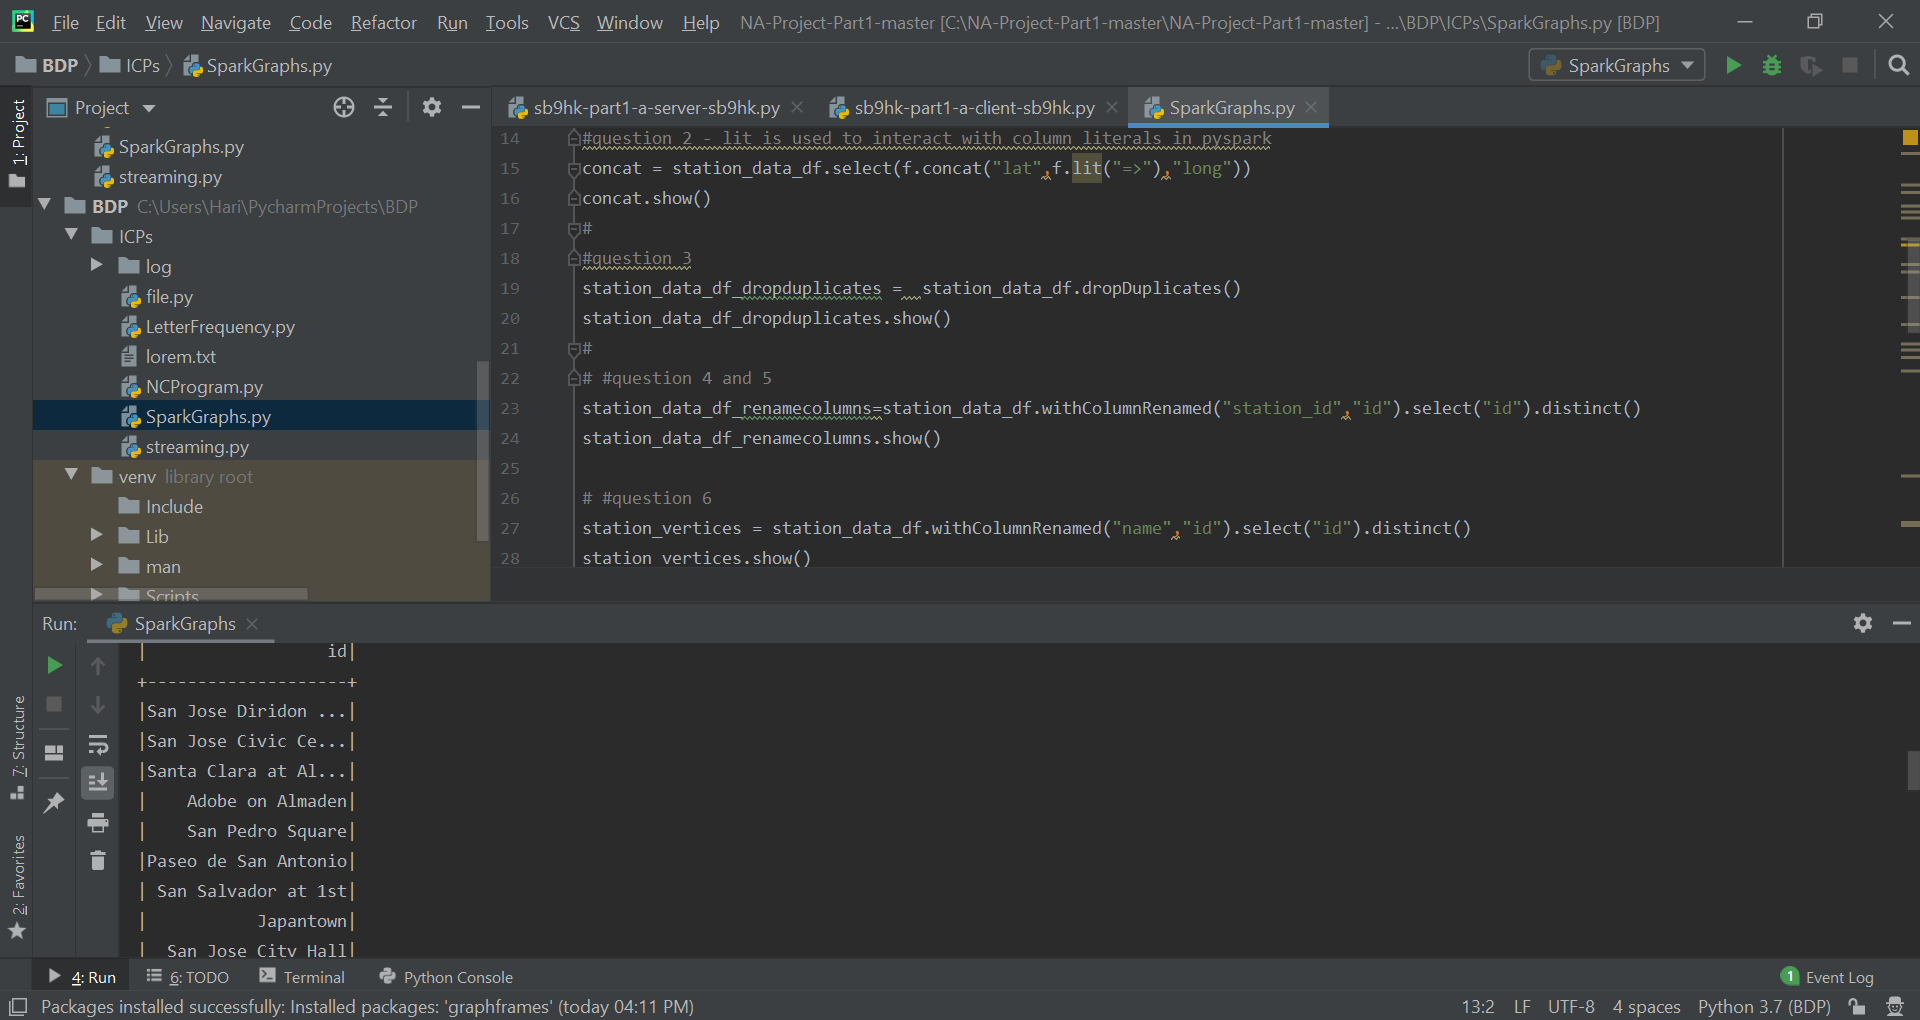 PC File Edit View Navigate Code Refactor Run Tools VCS Window Help NA-Project-Part1-master [C:\NA-Project-Part1-master\NA-Project-Part1-master] - ...\BDP\ICPs\SparkGraphs.py [BDP]
BDP ICPs SparkGraphs.py SparkGraphs
1: Project
Project
sb9hk-part1-a-server-sb9hk.py sb9hk-part1-a-client-sb9hk.py SparkGraphs.py
SparkGraphs.py
streaming.py
BDP C:\Users\Hari\PycharmProjects\BDP
ICPs
log
file.py
LetterFrequency.py
lorem.txt
NCProgram.py
SparkGraphs.py
streaming.py
venv library root
Include
Lib
man
Scripts
14 #question 2 - lit is used to interact with column literals in pyspark
15 concat = station_data_df.select(f.concat("lat",f.lit("=>"),"long"))
16 concat.show()
17 #
18 #question 3
19 station_data_df_dropduplicates =  station_data_df.dropDuplicates()
20 station_data_df_dropduplicates.show()
21 #
22 # #question 4 and 5
23 station_data_df_renamecolumns=station_data_df.withColumnRenamed("station_id","id").select("id").distinct()
24 station_data_df_renamecolumns.show()
25
26 # #question 6
27 station_vertices = station_data_df.withColumnRenamed("name","id").select("id").distinct()
28 station_vertices.show()
Run: SparkGraphs
|                  id|
+--------------------+
|San Jose Diridon ...|
|San Jose Civic Ce...|
|Santa Clara at Al...|
|    Adobe on Almaden|
|    San Pedro Square|
|Paseo de San Antonio|
| San Salvador at 1st|
|           Japantown|
|  San Jose City Hall|
7: Structure
2: Favorites
4: Run 6: TODO Terminal Python Console 1 Event Log
Packages installed successfully: Installed packages: 'graphframes' (today 04:11 PM) 13:2 LF UTF-8 4 spaces Python 3.7 (BDP)